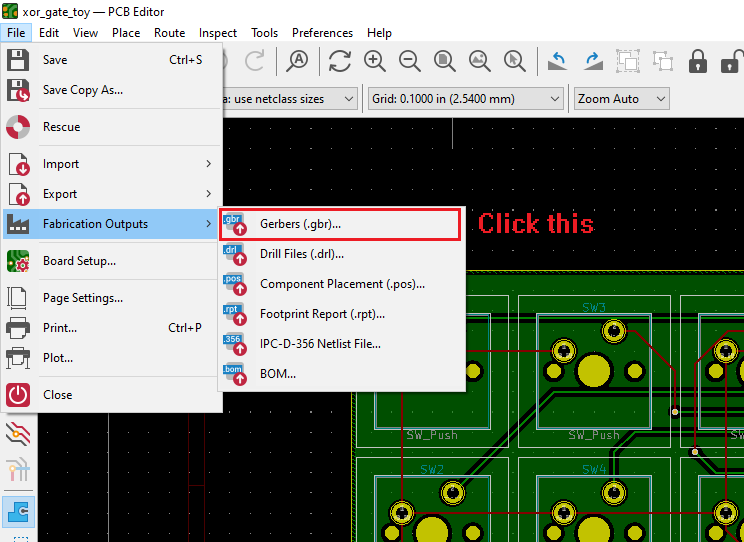 xor_gate_toy — PCB Editor
File Edit View Place Route Inspect Tools Preferences Help
Save Ctrl+S
Save Copy As...
a: use netclass sizes Grid: 0.1000 in (2.5400 mm) Zoom Auto
Rescue
Import
Export
Fabrication Outputs
.gbr Gerbers (.gbr)...
Click this
.drl Drill Files (.drl)...
Board Setup...
.pos Component Placement (.pos)...
Page Settings...
.rpt Footprint Report (.rpt)...
SW3
Print... Ctrl+P
.356 IPC-D-356 Netlist File...
Plot...
.bom BOM...
Close
SW_Push SW_Push
SW2 SW4